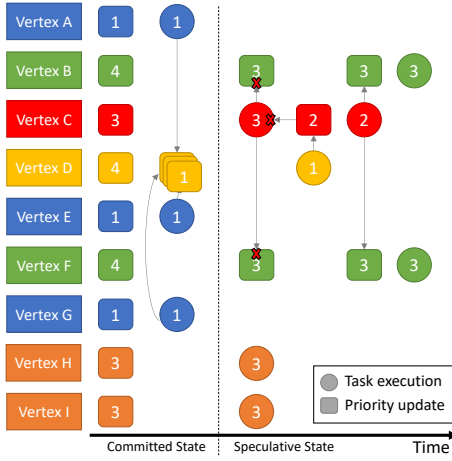 Vertex A 1 1
Vertex B 4 3 3 3
Vertex C 3 3 2 2
Vertex D 4 1 1
Vertex E 1 1
Vertex F 4 3 3 3
Vertex G 1 1
Vertex H 3 3
Vertex I 3 3
Task execution
Priority update
Committed State Speculative State Time